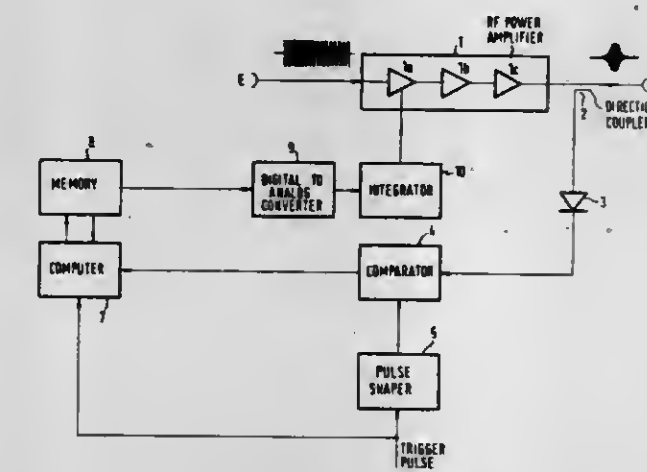 RF POWER
AMPLIFIER
1
1a
1b
1c
E
DIRECTIO
COUPLER
2
8
MEMORY
9
DIGITAL TO
ANALOG
CONVERTER
INTEGRATOR
10
3
4
COMPUTER
7
COMPARATOR
5
PULSE
SHAPER
TRIGGER
PULSE